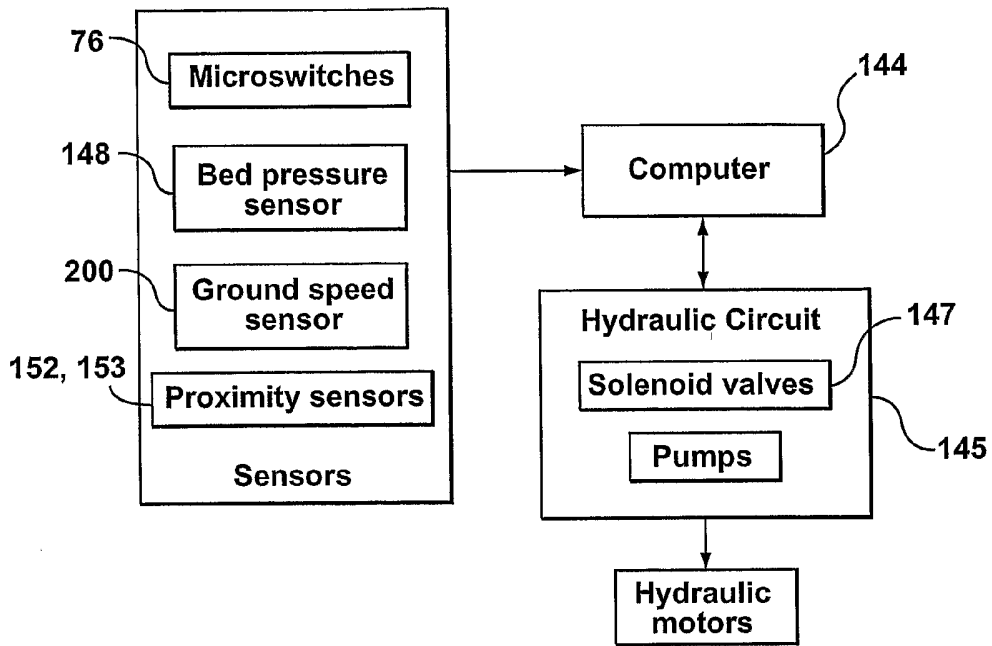 76
Microswitches
148
Bed pressure
sensor
200
Ground speed
sensor
152, 153
Proximity sensors
Sensors
144
Computer
Hydraulic Circuit
147
Solenoid valves
Pumps
145
Hydraulic
motors